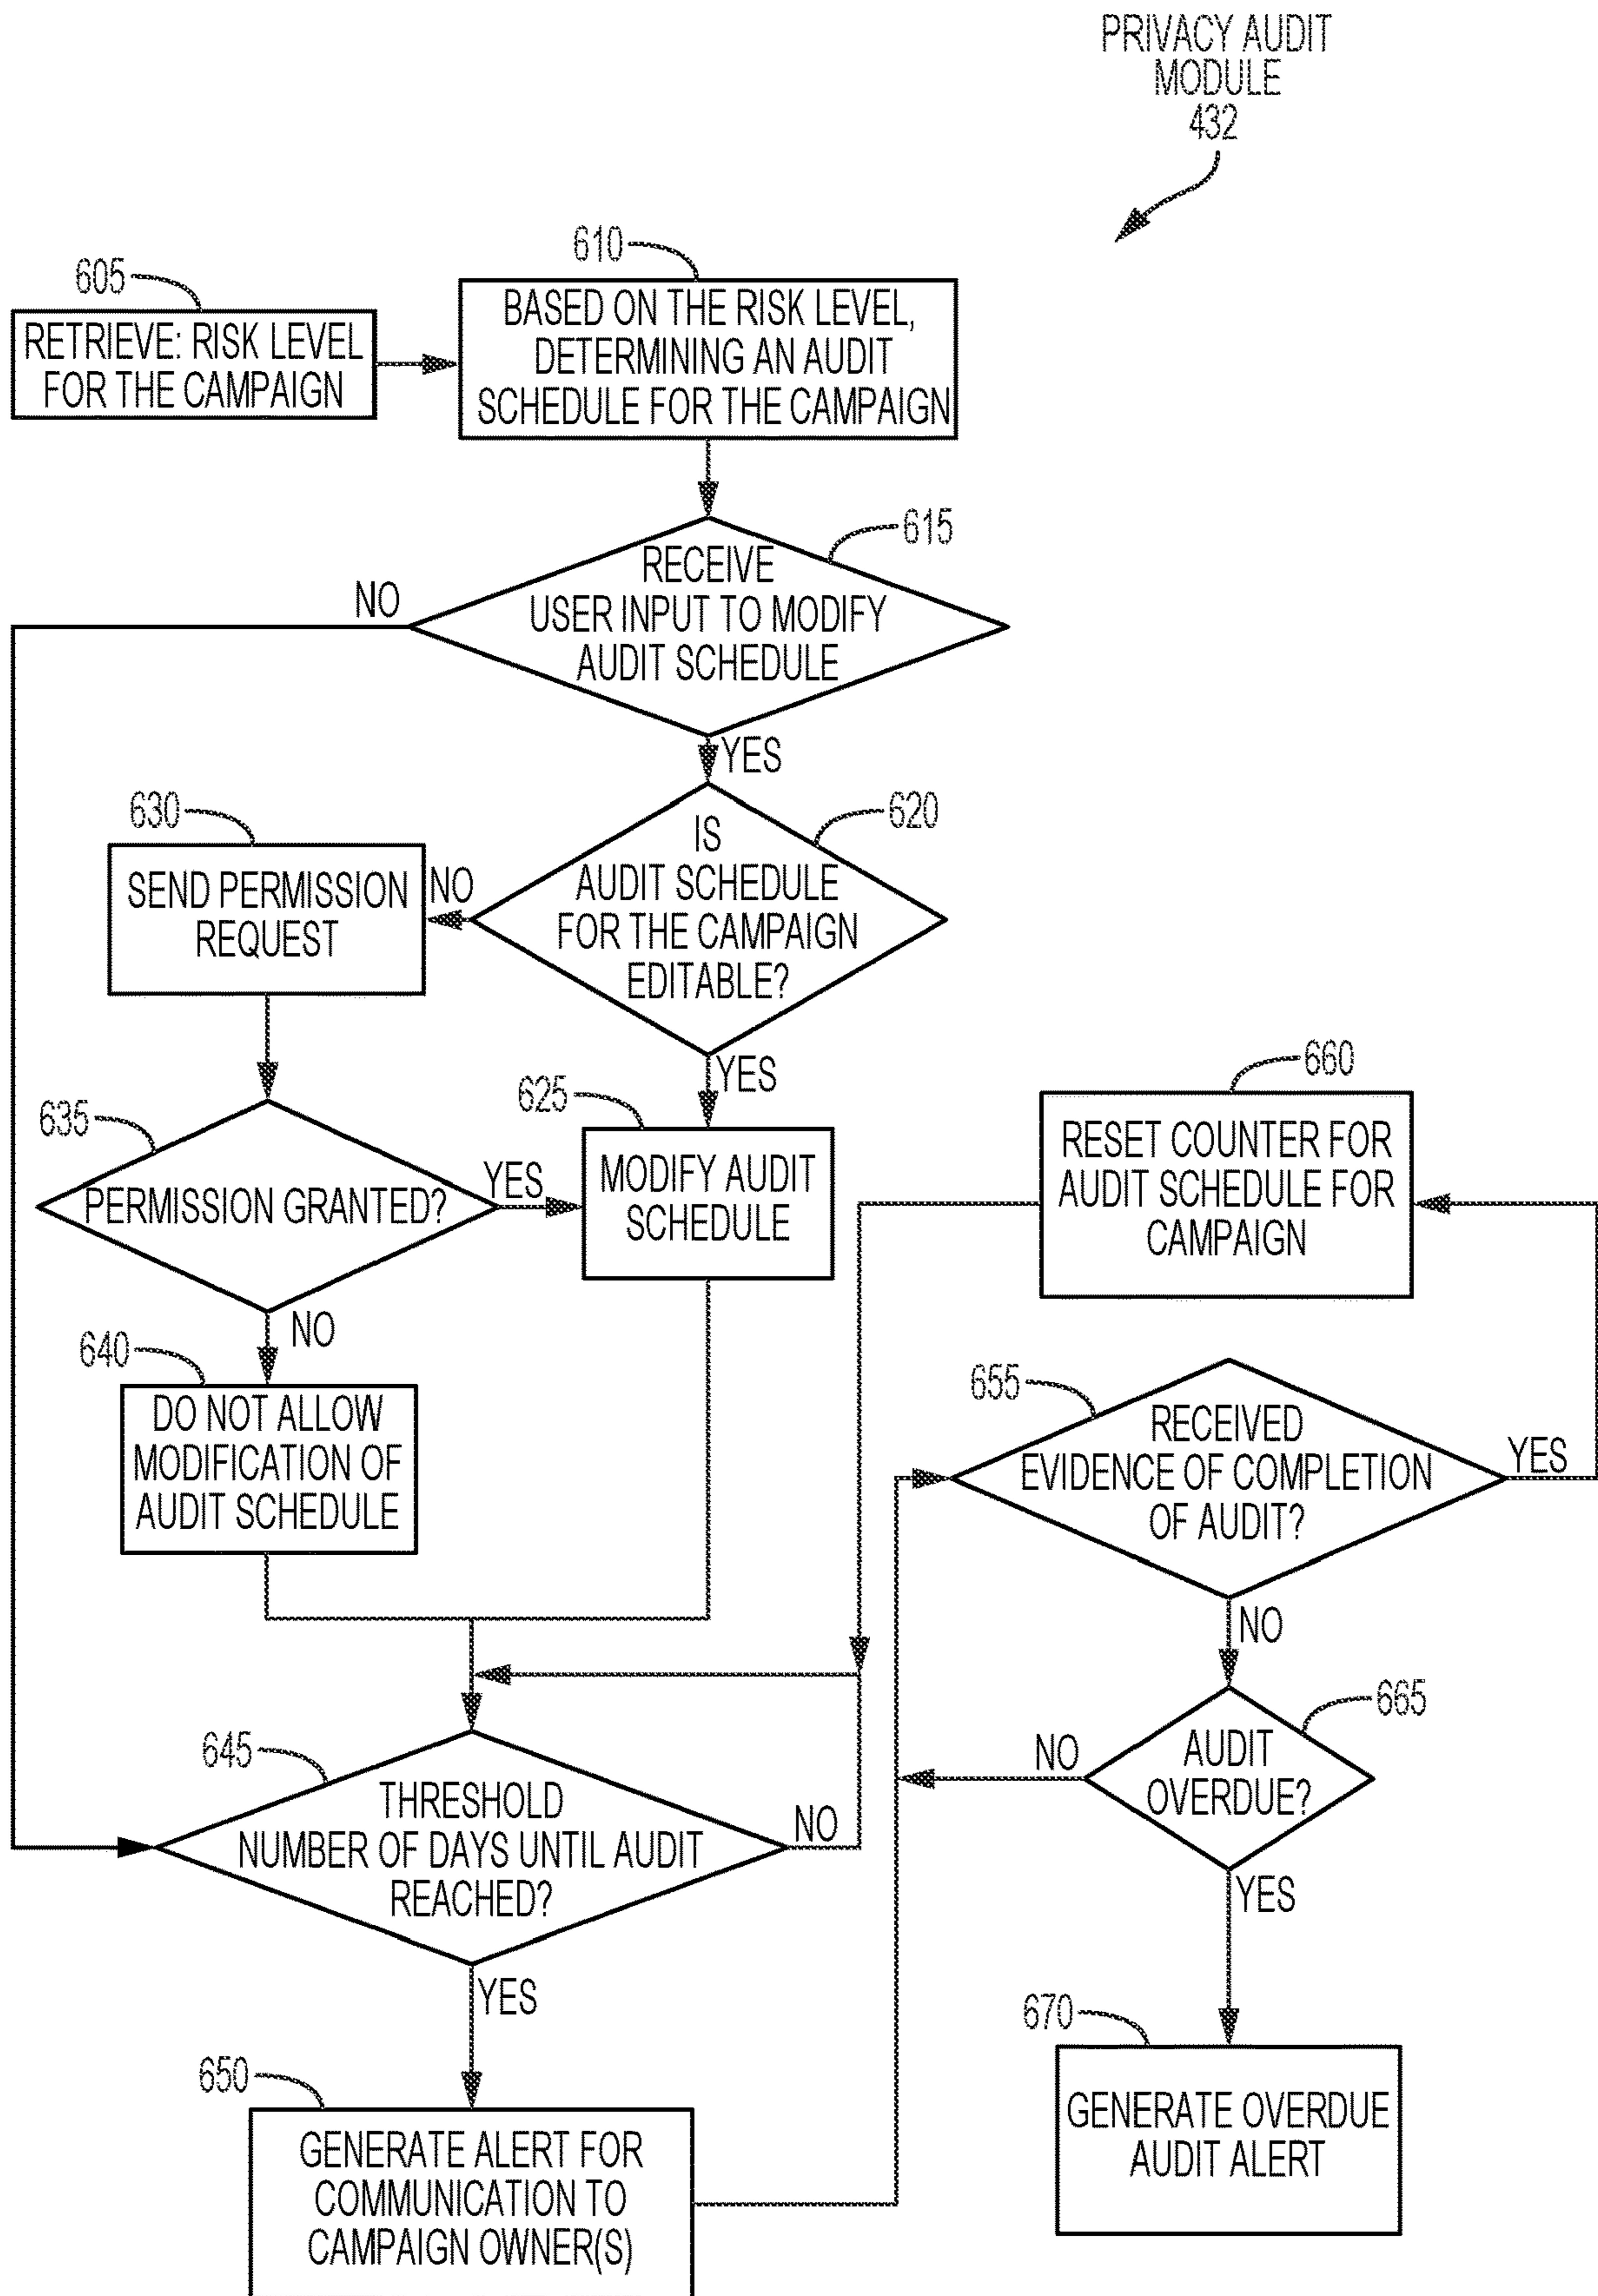 PRIVACY AUDIT
MODULE
432
605
RETRIEVE: RISK LEVEL
FOR THE CAMPAIGN
610
BASED ON THE RISK LEVEL,
DETERMINING AN AUDIT
SCHEDULE FOR THE CAMPAIGN
615
RECEIVE
USER INPUT TO MODIFY
AUDIT SCHEDULE
NO
YES
620
IS
AUDIT SCHEDULE
FOR THE CAMPAIGN
EDITABLE?
NO
YES
630
SEND PERMISSION
REQUEST
635
PERMISSION GRANTED?
YES
NO
625
MODIFY AUDIT
SCHEDULE
640
DO NOT ALLOW
MODIFICATION OF
AUDIT SCHEDULE
645
THRESHOLD
NUMBER OF DAYS UNTIL AUDIT
REACHED?
NO
YES
650
GENERATE ALERT FOR
COMMUNICATION TO
CAMPAIGN OWNER(S)
660
RESET COUNTER FOR
AUDIT SCHEDULE FOR
CAMPAIGN
655
RECEIVED
EVIDENCE OF COMPLETION
OF AUDIT?
YES
NO
665
AUDIT
OVERDUE?
NO
YES
670
GENERATE OVERDUE
AUDIT ALERT